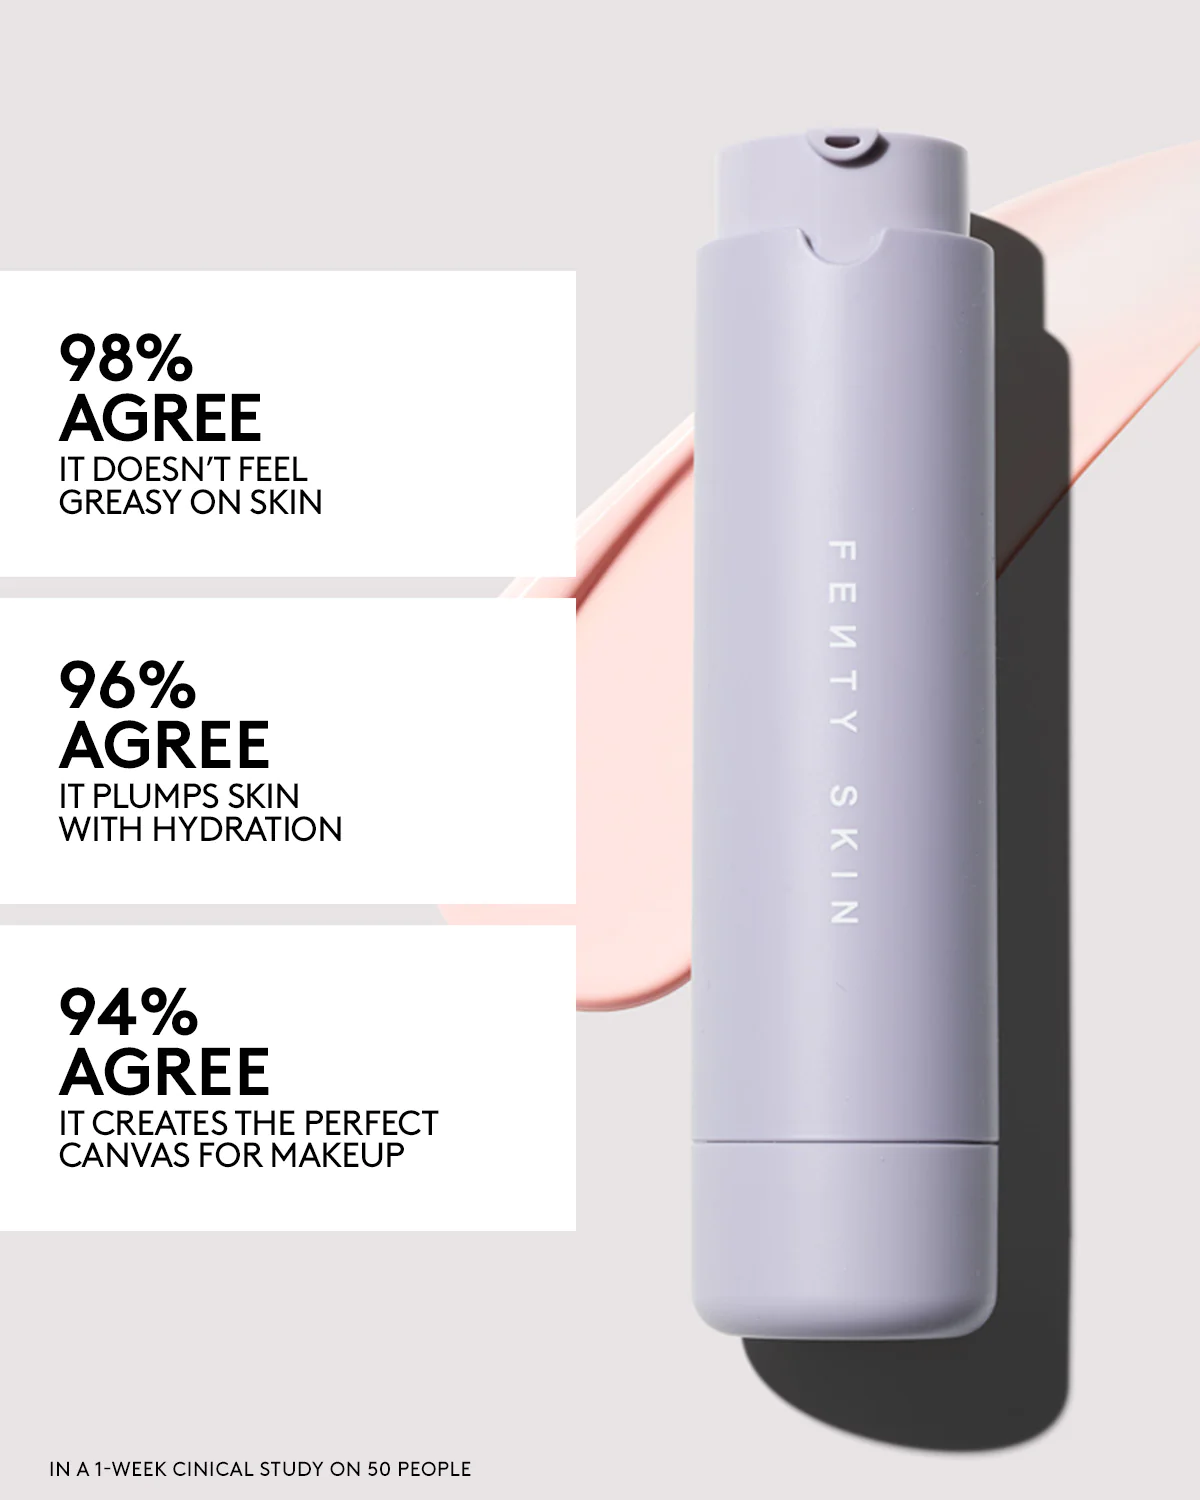 98%
AGREE
IT DOESN'T FEEL
GREASY ON SKIN
96%
AGREE
IT PLUMPS SKIN
WITH HYDRATION
94%
AGREE
IT CREATES THE PERFECT
CANVAS FOR MAKEUP
FEИTY SKIN
IN A 1-WEEK CINICAL STUDY ON 50 PEOPLE